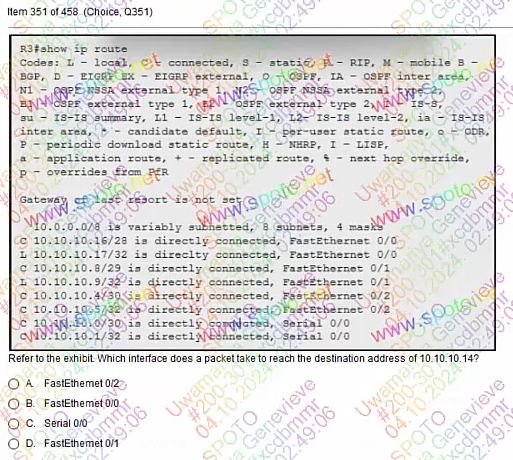 Item 351 of 458 (Choice, Q351)
R3#show ip route
Codes: L - local, C - connected, S - static, R - RIP, M - mobile B -
BGP, D - EIGRP EX - EIGRP external, O - OSPF, IA - OSPF inter area,
N1 - OSPF NSSA external type 1, N2 - OSPF NSSA external type 2,
E1 - OSPF external type 1, E2 - OSPF external type 2 - IS-S,
su - IS-IS summary, L1 - IS-IS level-1, L2- IS-IS level-2, ia - IS-IS
inter area, * - candidate default, - per-user static route, o - ODR,
P - periodic download static route, H - NHRP, I - LISP,
a - application route, + - replicated route, % - next hop override,
p - overrides from PfR
Gateway of last resort is not set
10.0.0.0/8 is variably subnetted, 8 subnets, 4 masks
C 10.10.10.16/28 is directly connected, FastEthernet 0/0
L 10.10.10.17/32 is direclty connected, FastEthernet 0/0
C 10.10.10.8/29 is directly connected, FastEthernet 0/1
L 10.10.10.9/32 is directly connected, FastEthernet 0/1
C 10.10.10.4/30 is directly connected, FastEthernet 0/2
10.10.10.5/32 is directly connected, FastEthernet 0/2
C 10.10.10.0/30 is directly connected, Serial 0/0
C 10.10.10.1/32 is directly connected, Serial 0/0
Refer to the exhibit. Which interface does a packet take to reach the destination address of 10.10.10.14?
A. FastEthernet 0/2
B. FastEthernet 0/0
C. Serial 0/0
D. FastEthernet 0/1
www.spoto.net